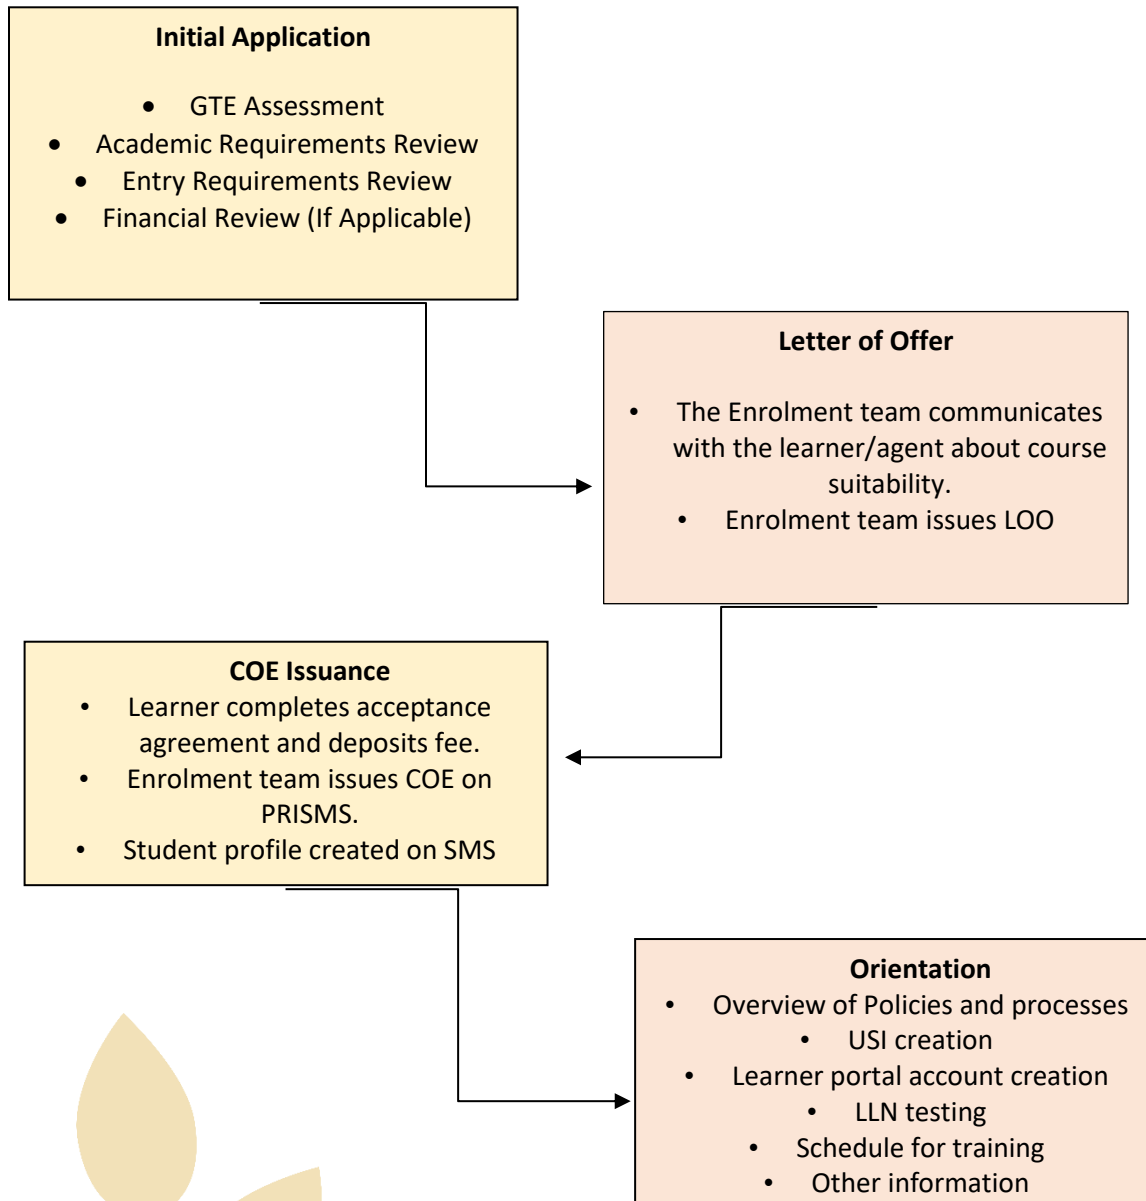 Initial Application
• GTE Assessment
• Academic Requirements Review
• Entry Requirements Review
• Financial Review (If Applicable)
Letter of Offer
• The Enrolment team communicates
with the learner/agent about course
suitability.
• Enrolment team issues LOO
COE Issuance
• Learner completes acceptance
agreement and deposits fee.
• Enrolment team issues COE on
PRISMS.
• Student profile created on SMS
Orientation
• Overview of Policies and processes
• USI creation
• Learner portal account creation
• LLN testing
• Schedule for training
• Other information